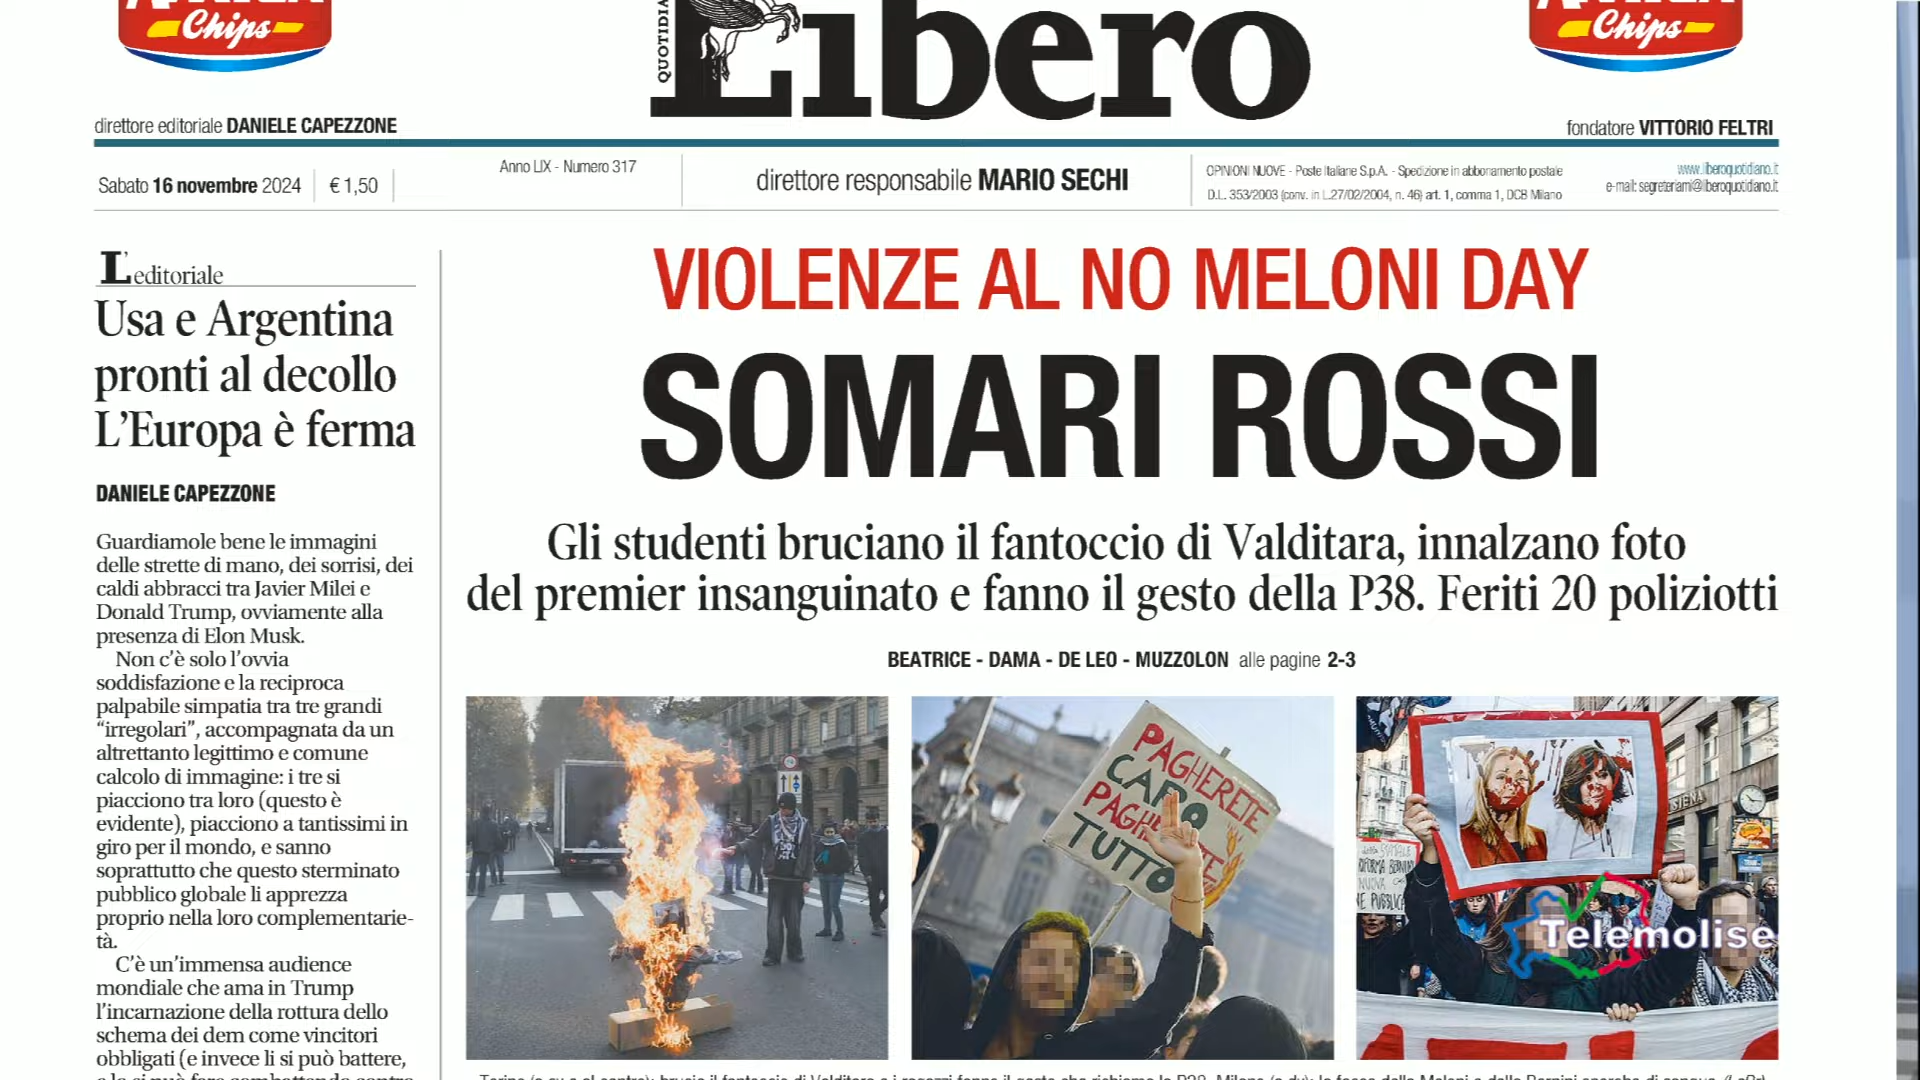 Chips
QUOTIDIA
Libero
Chips
direttore editoriale DANIELE CAPEZZONE
fondatore VITTORIO FELTRI
Sabato 16 novembre 2024
€ 1,50
Anno LIX - Numero 317
direttore responsabile MARIO SECHI
OPINIONI NUOVE - Poste Italiane S.p.A. - Spedizione in abbonamento postale
D.L. 353/2003 (conv. in L.27/02/2004, n. 46) art. 1, comma 1, DCB Milano
www.liberoquotidiano.it
e-mail: segreteriami@liberoquotidiano.it
L'editoriale
Usa e Argentina
pronti al decollo
L'Europa è ferma
DANIELE CAPEZZONE
Guardiamole bene le immagini
delle strette di mano, dei sorrisi, dei
caldi abbracci tra Javier Milei e
Donald Trump, ovviamente alla
presenza di Elon Musk.
Non c'è solo l'ovvia
soddisfazione e la reciproca
palpabile simpatia tra tre grandi
“irregolari”, accompagnata da un
altrettanto legittimo e comune
calcolo di immagine: i tre si
piacciono tra loro (questo è
evidente), piacciono a tantissimi in
giro per il mondo, e sanno
soprattutto che questo sterminato
pubblico globale li apprezza
proprio nella loro complementarie-
tà.
C'è un'immensa audience
mondiale che ama in Trump
l'incarnazione della rottura dello
schema dei dem come vincitori
obbligati (e invece li si può battere,
VIOLENZE AL NO MELONI DAY
SOMARI ROSSI
Gli studenti bruciano il fantoccio di Valditara, innalzano foto
del premier insanguinato e fanno il gesto della P38. Feriti 20 poliziotti
BEATRICE - DAMA - DE LEO - MUZZOLON alle pagine 2-3
PAGHERETE
CARO
PAGHERETE
TUTTO
SIENA
RIFORMA BERNINI
NUOVA
Telemolise